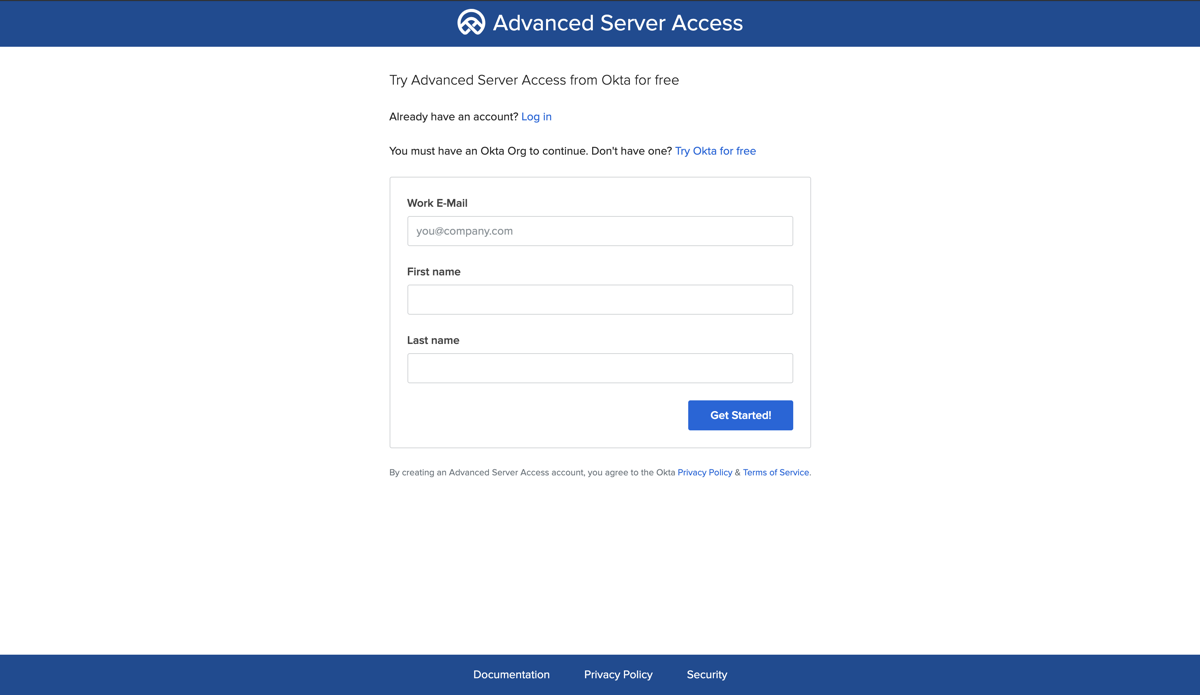 Advanced Server Access
Try Advanced Server Access from Okta for free
Already have an account? Log in
You must have an Okta Org to continue. Don't have one? Try Okta for free
Work E-Mail
you@company.com
First name
Last name
Get Started!
By creating an Advanced Server Access account, you agree to the Okta Privacy Policy & Terms of Service.
Documentation Privacy Policy Security